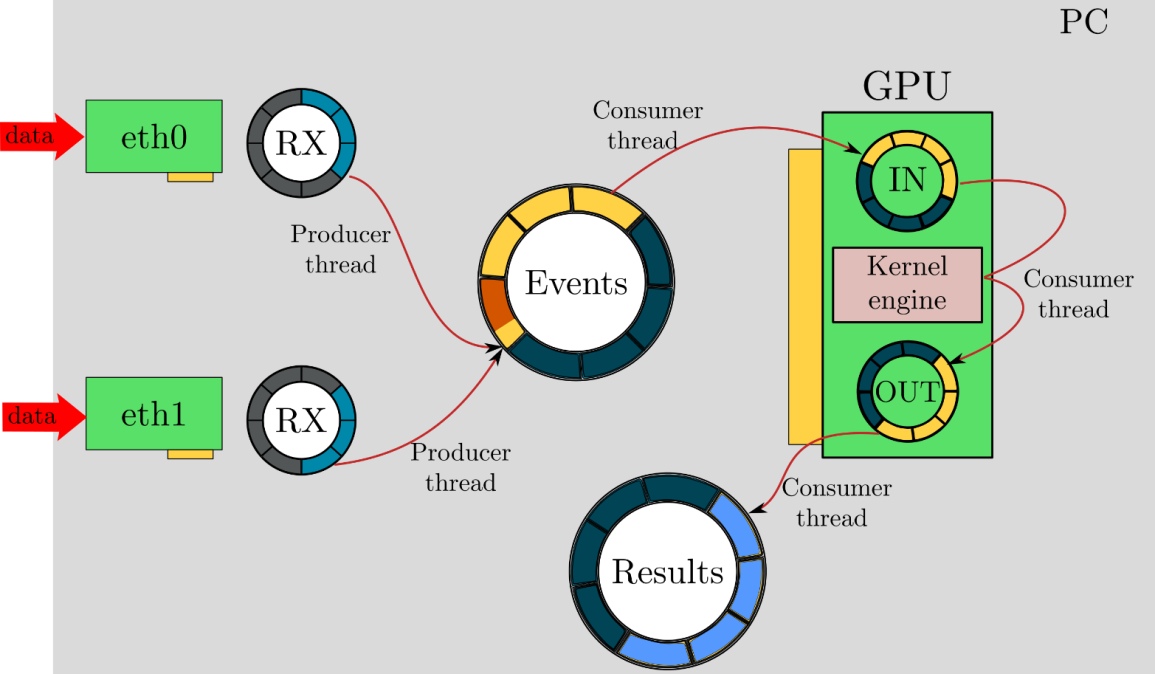 PC
GPU
data
eth0
RX
Consumer
thread
IN
Producer
thread
Events
Kernel
engine
Consumer
thread
data
eth1
RX
OUT
Producer
thread
Consumer
thread
Results